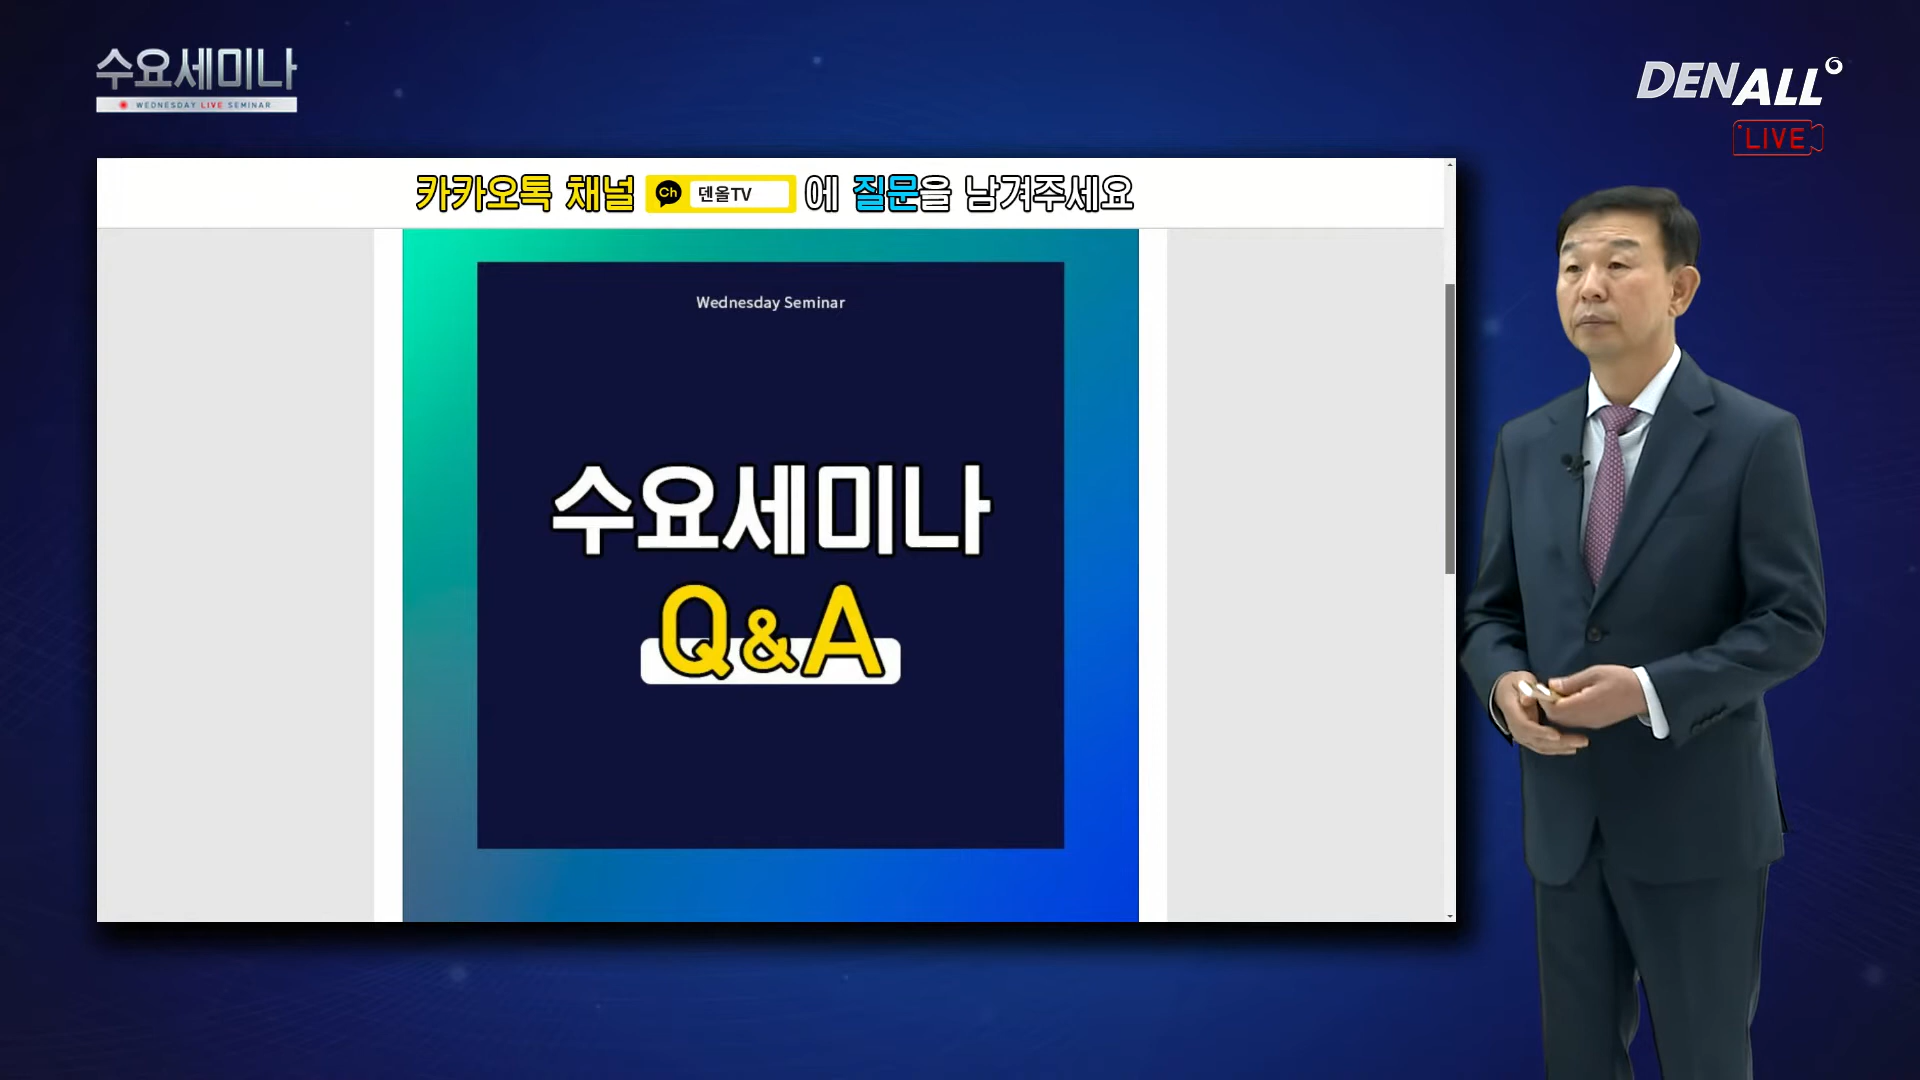 수요세미나
WEDNESDAY LIVE SEMINAR
DENALL
LIVE
카카오톡 채널 Ch 덴올TV 에 질문을 남겨주세요
Wednesday Seminar
수요세미나
Q&A